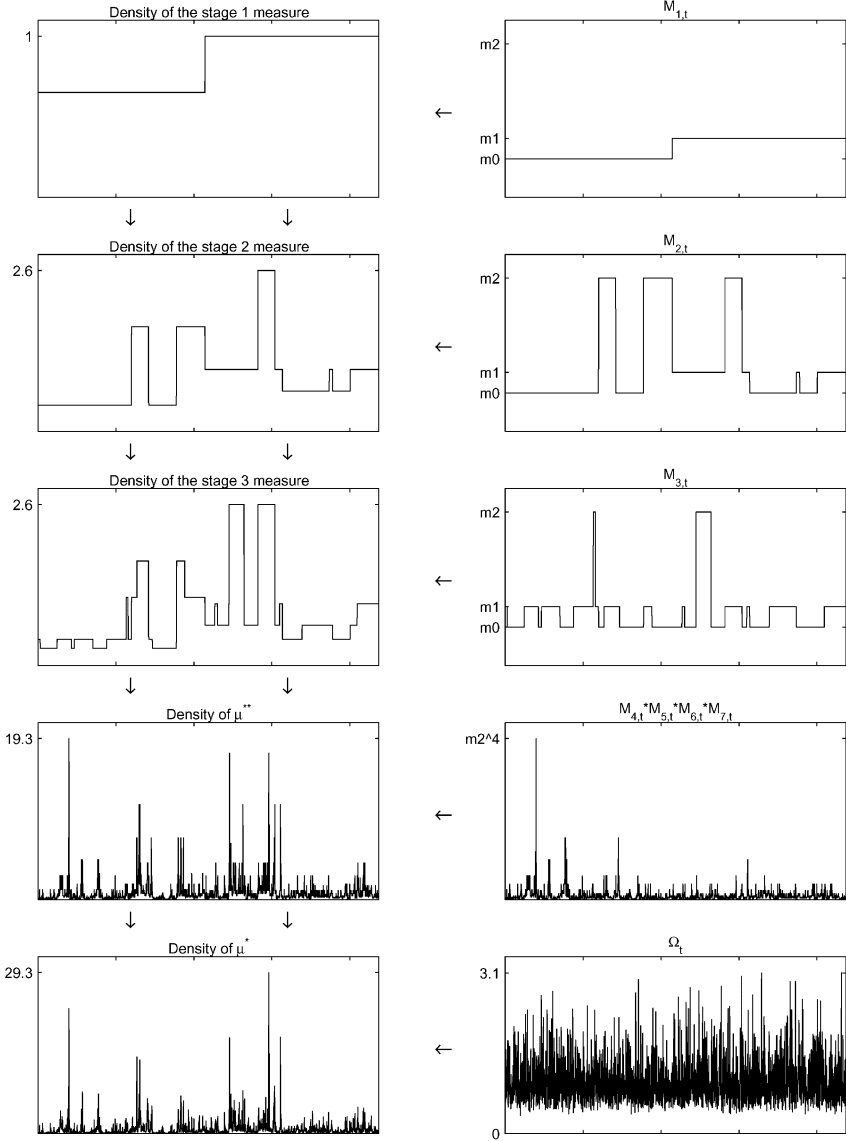 Density of the stage 1 measure
1
M1,t
m2
m1
m0
←
↓ ↓
Density of the stage 2 measure
2.6
M2,t
m2
m1
m0
←
↓ ↓
Density of the stage 3 measure
2.6
M3,t
m2
m1
m0
←
↓ ↓
Density of μ**
19.3
M4,t*M5,t*M6,t*M7,t
m2^4
←
↓ ↓
Density of μ*
29.3
Ωt
3.1
0
←